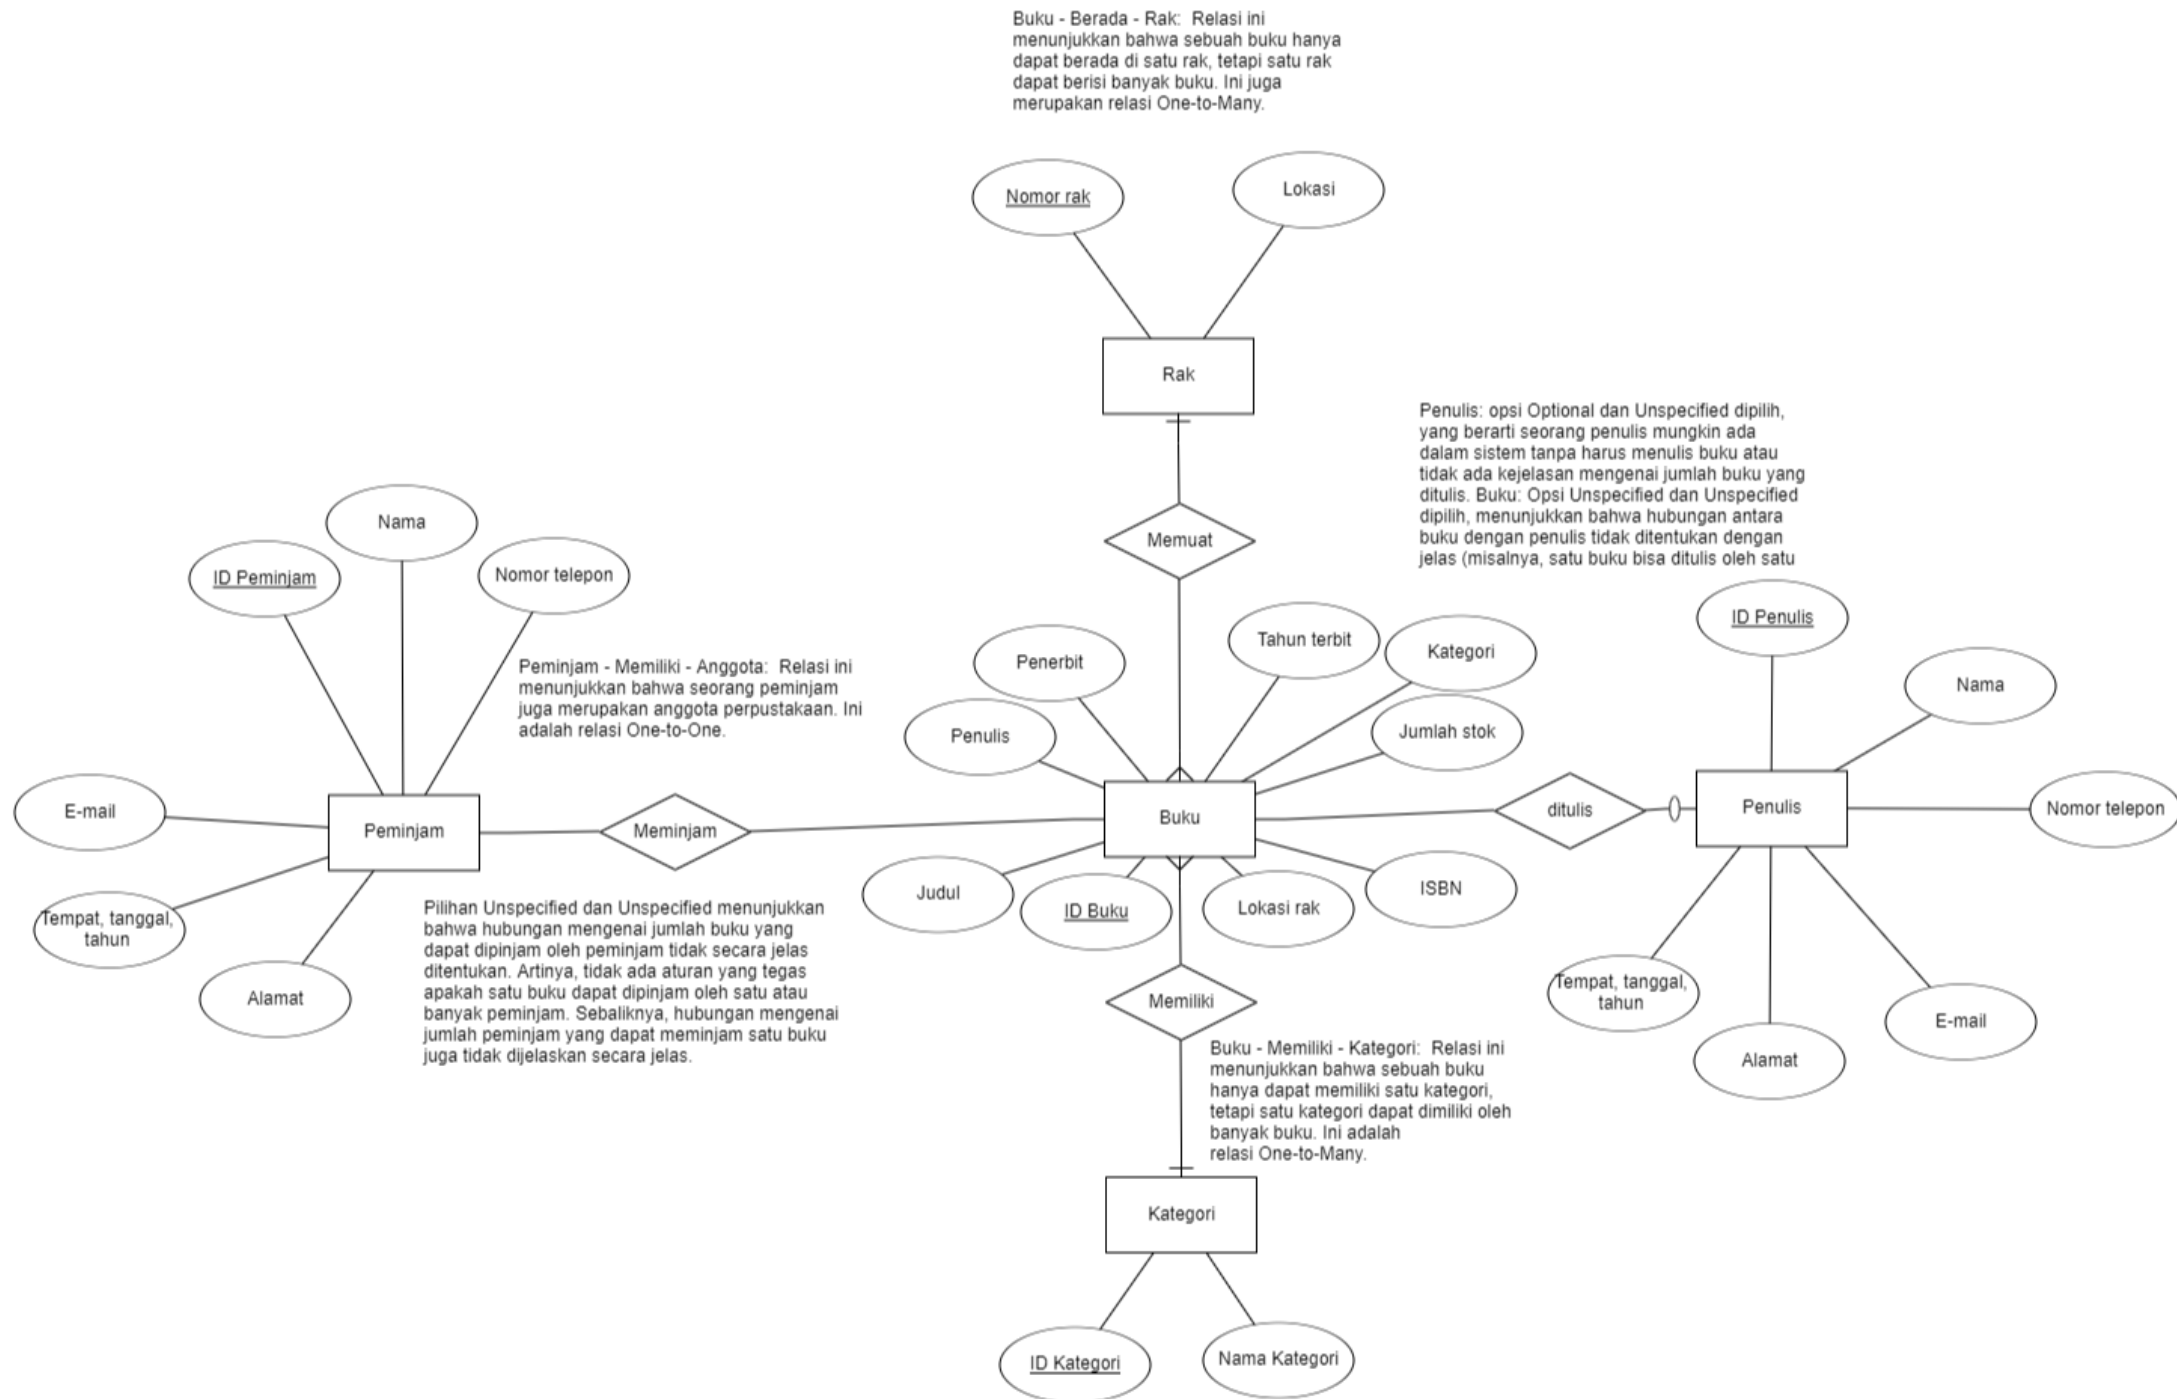 Buku - Berada - Rak:  Relasi ini
menunjukkan bahwa sebuah buku hanya
dapat berada di satu rak, tetapi satu rak
dapat berisi banyak buku. Ini juga
merupakan relasi One-to-Many.
Nomor rak
Lokasi
Rak
Memuat
Penulis: opsi Optional dan Unspecified dipilih,
yang berarti seorang penulis mungkin ada
dalam sistem tanpa harus menulis buku atau
tidak ada kejelasan mengenai jumlah buku yang
ditulis. Buku: Opsi Unspecified dan Unspecified
dipilih, menunjukkan bahwa hubungan antara
buku dengan penulis tidak ditentukan dengan
jelas (misalnya, satu buku bisa ditulis oleh satu
Nama
ID Peminjam
Nomor telepon
Peminjam - Memiliki - Anggota:  Relasi ini
menunjukkan bahwa seorang peminjam
juga merupakan anggota perpustakaan. Ini
adalah relasi One-to-One.
E-mail
Peminjam
Meminjam
Tempat, tanggal,
tahun
Alamat
Pilihan Unspecified dan Unspecified menunjukkan
bahwa hubungan mengenai jumlah buku yang
dapat dipinjam oleh peminjam tidak secara jelas
ditentukan. Artinya, tidak ada aturan yang tegas
apakah satu buku dapat dipinjam oleh satu atau
banyak peminjam. Sebaliknya, hubungan mengenai
jumlah peminjam yang dapat meminjam satu buku
juga tidak dijelaskan secara jelas.
Penerbit
Tahun terbit
Kategori
Penulis
Jumlah stok
Buku
Judul
ID Buku
Lokasi rak
ISBN
ditulis
ID Penulis
Nama
Penulis
Nomor telepon
Tempat, tanggal,
tahun
Alamat
E-mail
Memiliki
Buku - Memiliki - Kategori:  Relasi ini
menunjukkan bahwa sebuah buku
hanya dapat memiliki satu kategori,
tetapi satu kategori dapat dimiliki oleh
banyak buku. Ini adalah
relasi One-to-Many.
Kategori
ID Kategori
Nama Kategori